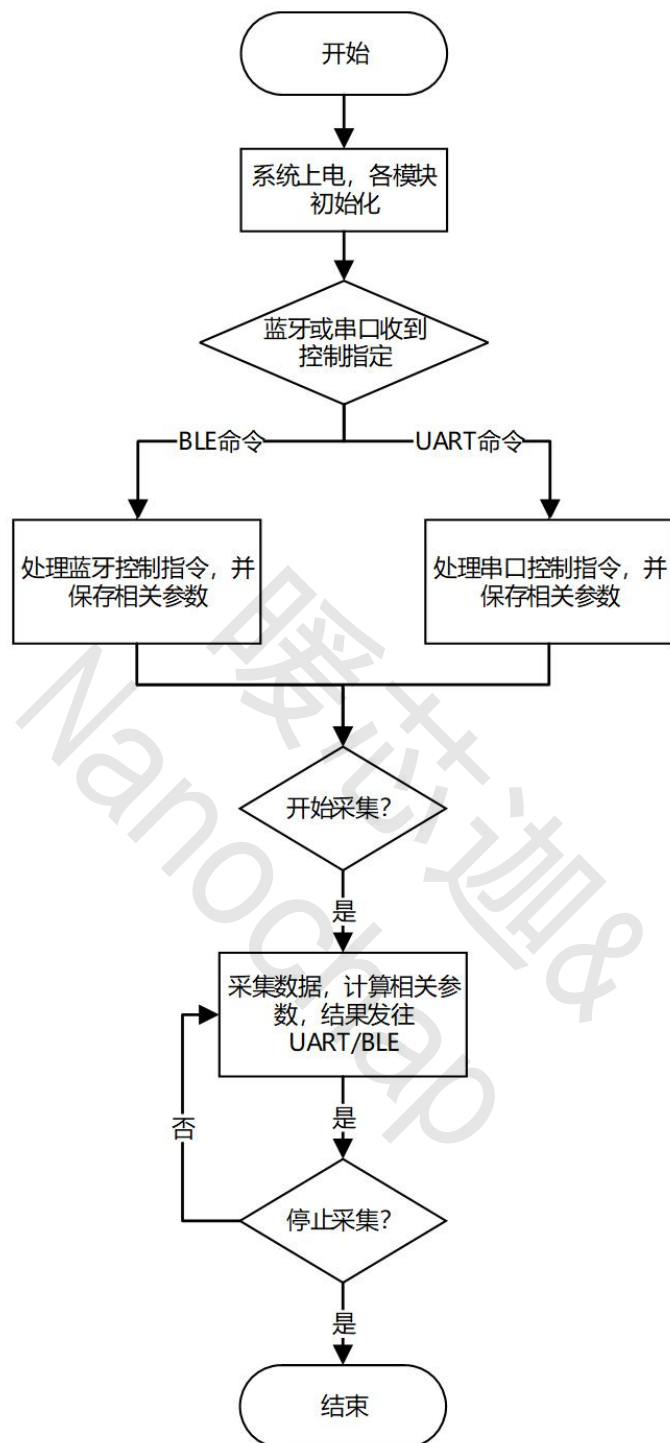 开始
系统上电，各模块
初始化
蓝牙或串口收到
控制指定
BLE命令
UART命令
处理蓝牙控制指令，并
保存相关参数
处理串口控制指令，并
保存相关参数
开始采集？
是
采集数据，计算相关参
数，结果发往
UART/BLE
是
否
停止采集？
是
结束
暖芯迦&
Nanochap